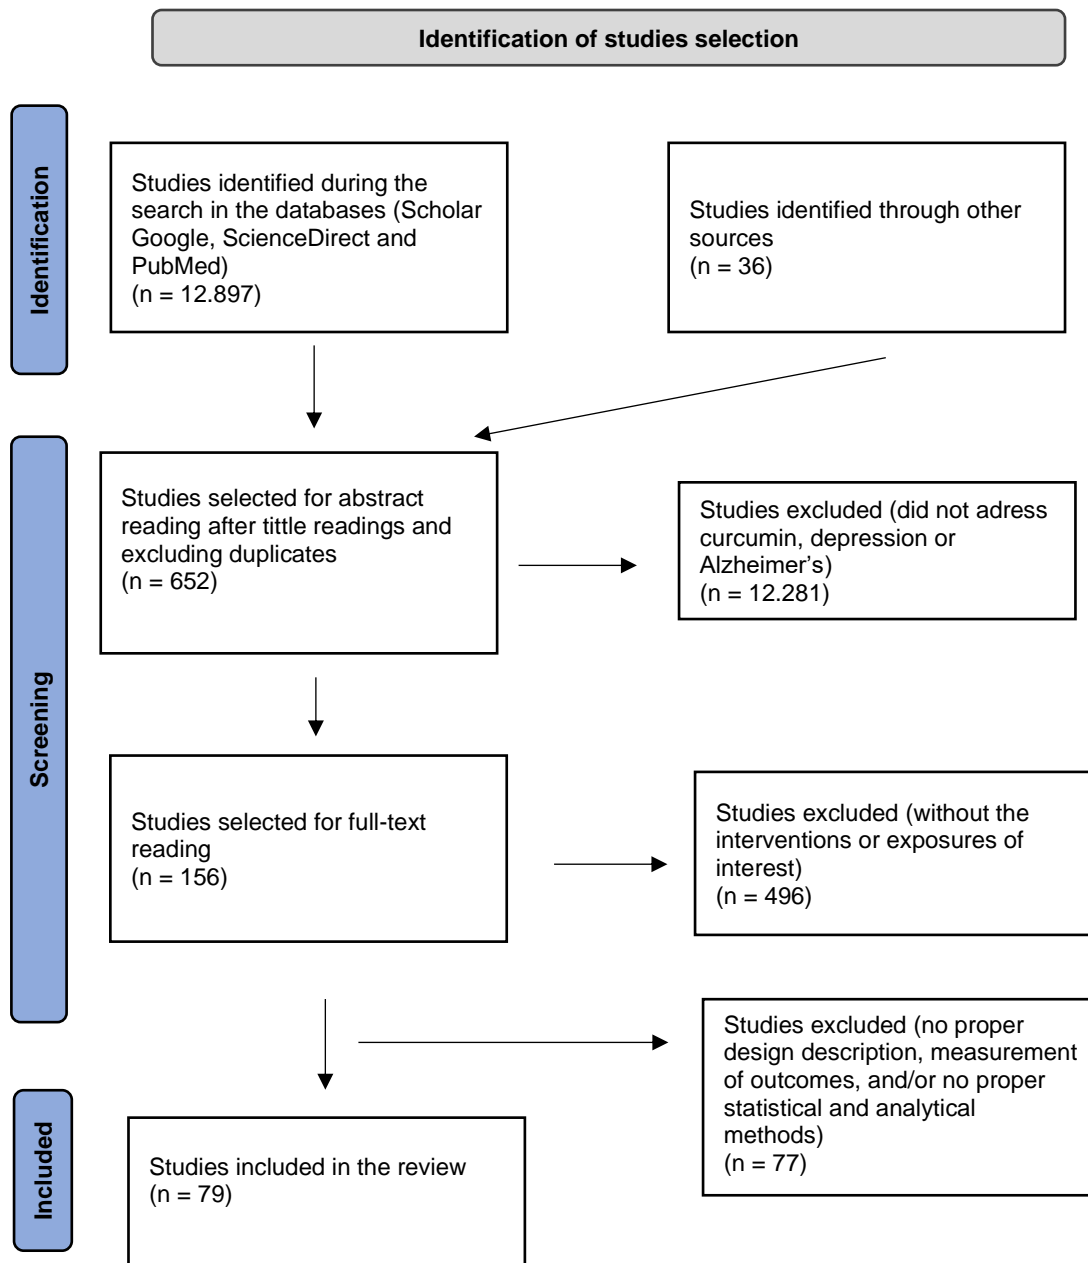 Identification of studies selection
Identification
Studies identified during the
search in the databases (Scholar
Google, ScienceDirect and
PubMed)
(n = 12.897)
Studies identified through other
sources
(n = 36)
Screening
Studies selected for abstract
reading after tittle readings and
excluding duplicates
(n = 652)
Studies excluded (did not adress
curcumin, depression or
Alzheimer’s)
(n = 12.281)
Studies selected for full-text
reading
(n = 156)
Studies excluded (without the
interventions or exposures of
interest)
(n = 496)
Studies excluded (no proper
design description, measurement
of outcomes, and/or no proper
statistical and analytical
methods)
(n = 77)
Included
Studies included in the review
(n = 79)